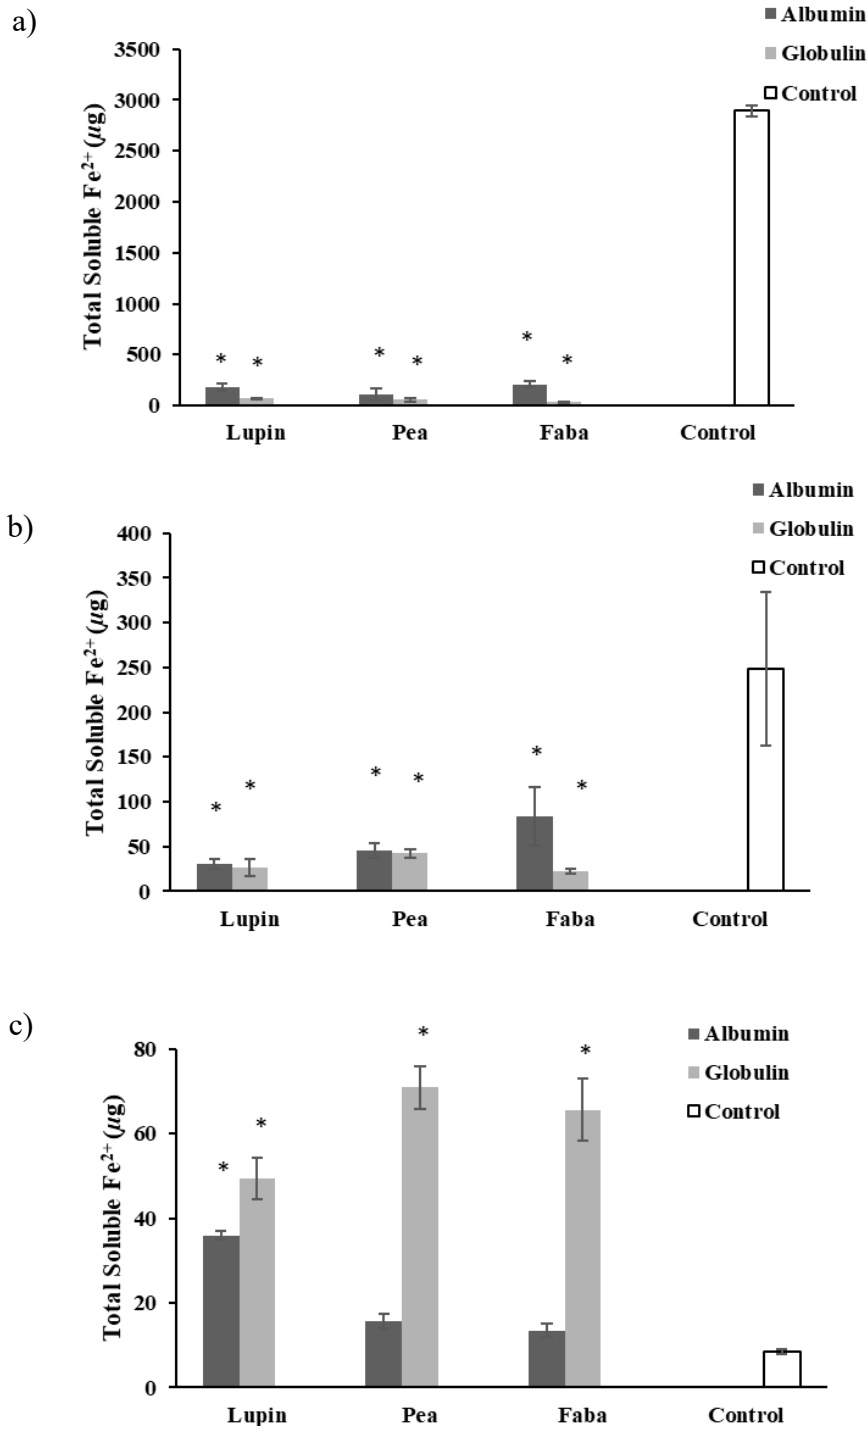 a)
Albumin
Globulin
Control
Total Soluble Fe²⁺ (µg)
3500
3000
2500
2000
1500
1000
500
0
* * * * * *
Lupin Pea Faba Control
b)
Albumin
Globulin
Control
Total Soluble Fe²⁺ (µg)
400
350
300
250
200
150
100
50
0
* * * * * *
Lupin Pea Faba Control
c)
Albumin
Globulin
Control
Total Soluble Fe²⁺ (µg)
80
60
40
20
0
* * * *
Lupin Pea Faba Control